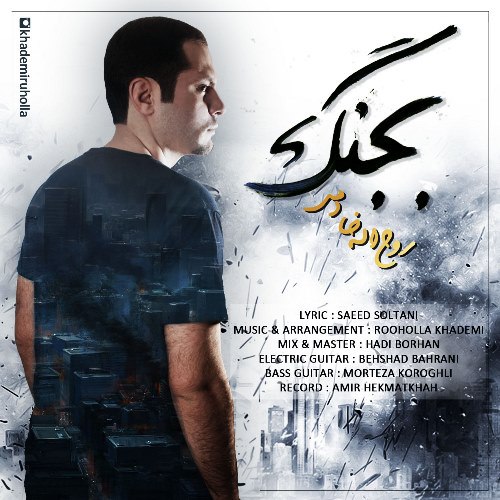 khademiruholla
بجنگ
روح اله خادمی
LYRIC : SAEED SOLTANI
MUSIC & ARRANGEMENT : ROOHOLLA KHADEMI
MIX & MASTER : HADI BORHAN
ELECTRIC GUITAR : BEHSHAD BAHRANI
BASS GUITAR : MORTEZA KOROGHLI
RECORD : AMIR HEKMATKHAH